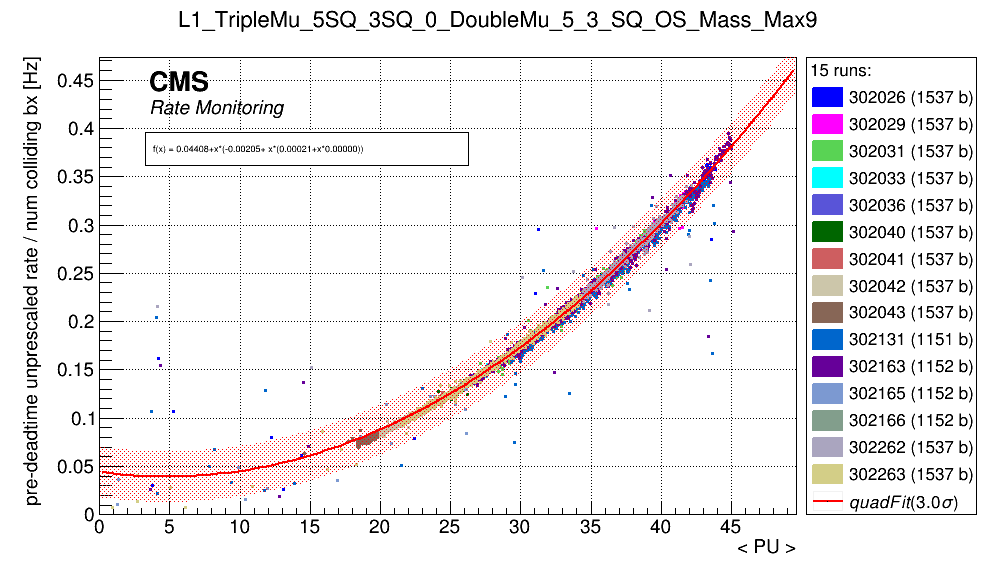 L1_TripleMu_5SQ_3SQ_0_DoubleMu_5_3_SQ_OS_Mass_Max9
pre-deadtime unprescaled rate / num colliding bx [Hz]
CMS
Rate Monitoring
f(x) = 0.04408+x*(-0.00205+ x*(0.00021+x*0.00000))
0.45
0.4
0.35
0.3
0.25
0.2
0.15
0.1
0.05
0
0 5 10 15 20 25 30 35 40 45
< PU >
15 runs:
302026 (1537 b)
302029 (1537 b)
302031 (1537 b)
302033 (1537 b)
302036 (1537 b)
302040 (1537 b)
302041 (1537 b)
302042 (1537 b)
302043 (1537 b)
302131 (1151 b)
302163 (1152 b)
302165 (1152 b)
302166 (1152 b)
302262 (1537 b)
302263 (1537 b)
quadFit(3.0σ)